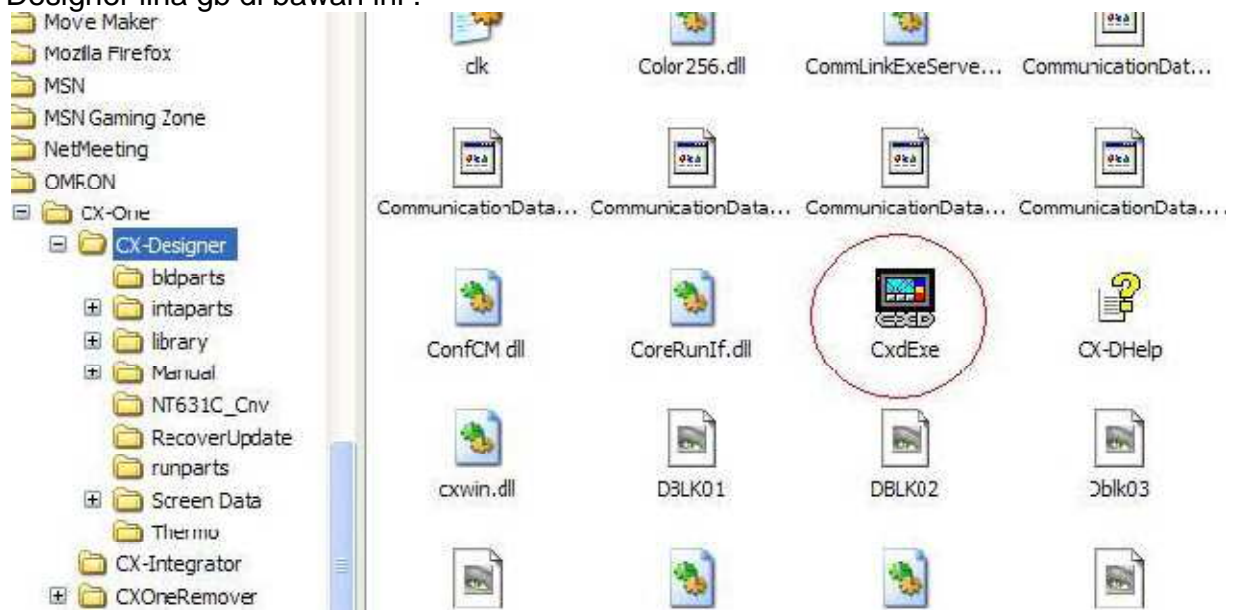 Designer liha gb di bawah ini :
Move Maker
Mozilla Firefox
MSN
MSN Gaming Zone
NetMeeting
OMRON
CX-One
CX-Designer
bldparts
intaparts
library
Manual
NT631C_Cnv
RecoverUpdate
runparts
Screen Data
Thermo
CX-Integrator
CXOneRemover
clk
Color256.dll
CommLinkExeServe...
CommunicationDat...
CommunicationData...
CommunicationData...
CommunicationData...
CommunicationData....
ConfCM dll
CoreRunIf.dll
CxdExe
CX-DHelp
cxwin.dll
DBLK01
DBLK02
Dblk03